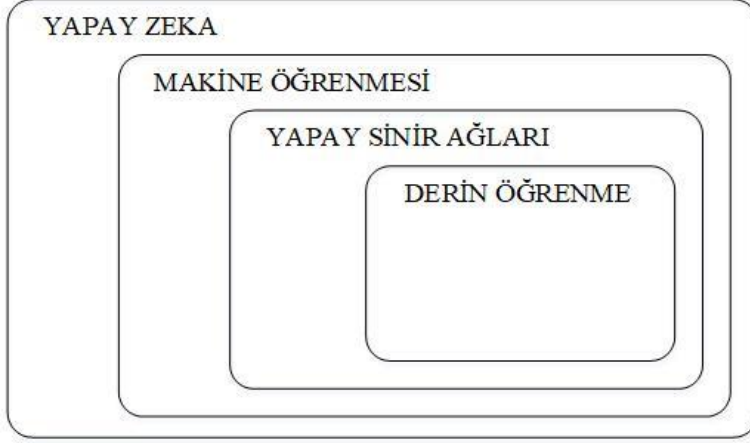 YAPAY ZEKA
MAKİNE ÖĞRENMESİ
YAPAY SİNİR AĞLARI
DERİN ÖĞRENME